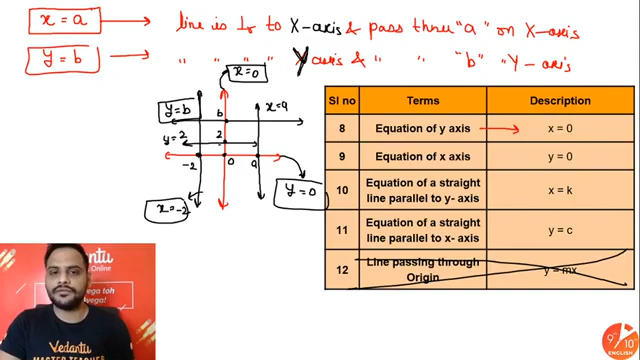 x = a → line is ⊥r to X-axis & pass thru "a" on X-axis
y = b → " " " Y axis & " " "b" " Y-axis
x=0
y=b
b
x=a
y=2
2
-2
0
a
x=-2
y=0
Sl no Terms Description
8 Equation of y axis → x = 0
9 Equation of x axis y = 0
10 Equation of a straight line parallel to y- axis x = k
11 Equation of a straight line parallel to x- axis y = c
12 Line passing through Origin y = mx
Vedantu
Online
Vedantu
MASTER TEACHER
9 10
ENGLISH